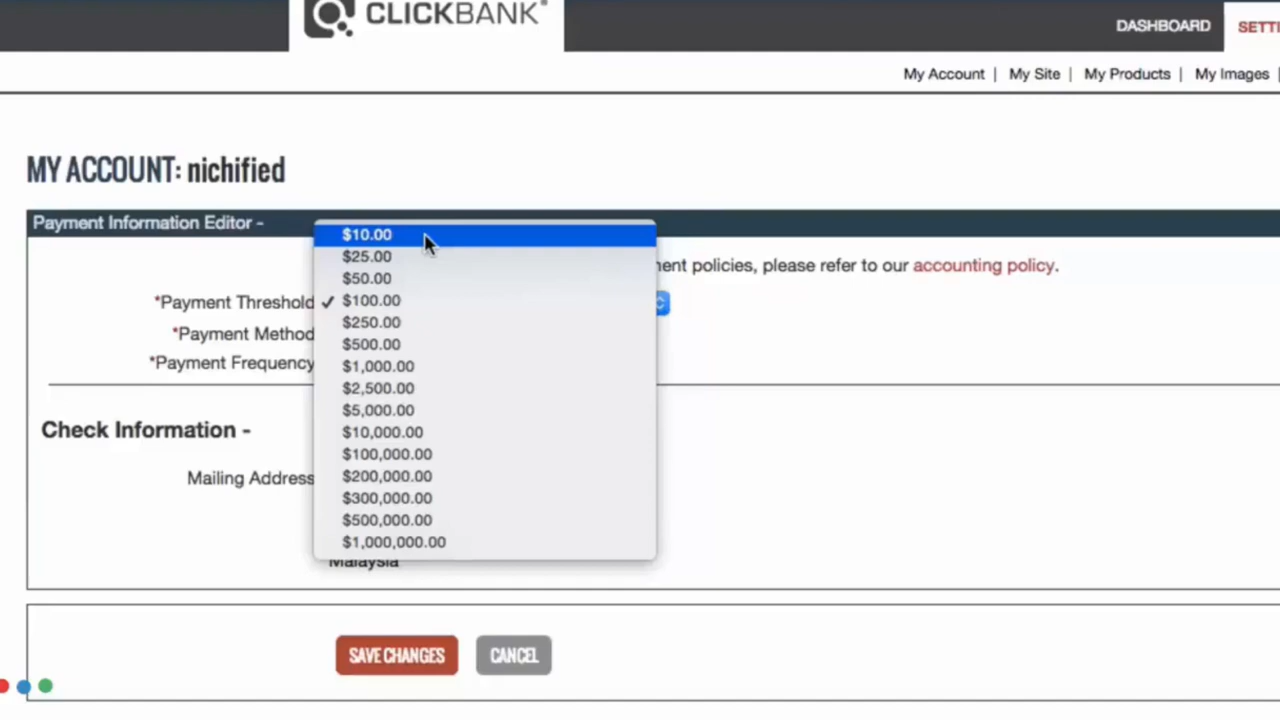 CLICKBANK®
DASHBOARD
My Account | My Site | My Products | My Images |
MY ACCOUNT: nichified
Payment Information Editor -
policies, please refer to our accounting policy.
*Payment Threshold
*Payment Method
*Payment Frequency
$10.00
$25.00
$50.00
✓ $100.00
$250.00
$500.00
$1,000.00
$2,500.00
$5,000.00
$10,000.00
$100,000.00
$200,000.00
$300,000.00
$500,000.00
$1,000,000.00
Check Information -
Mailing Address
Malaysia
SAVE CHANGES
CANCEL